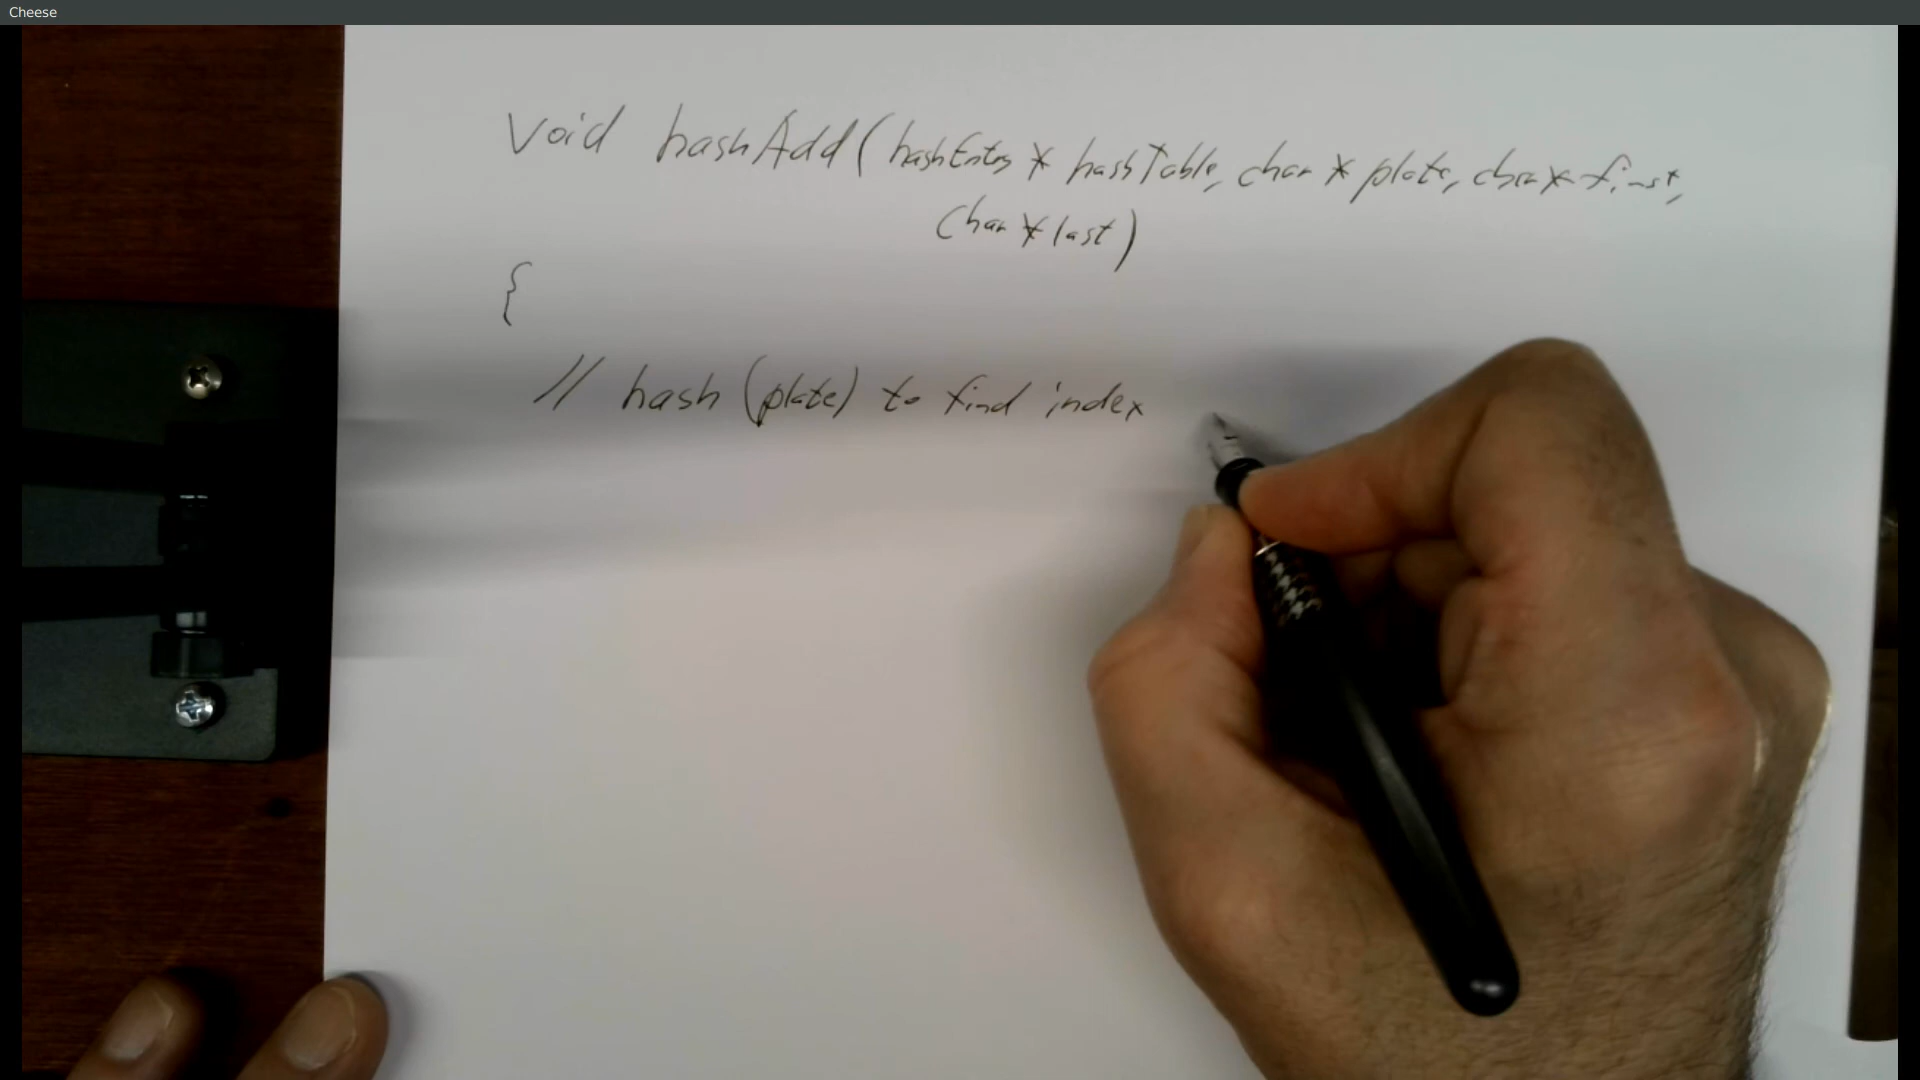 Cheese
void hashAdd(hashEntry * hashTable, char * plate, char * first,
char * last)
{
// hash (plate) to find index